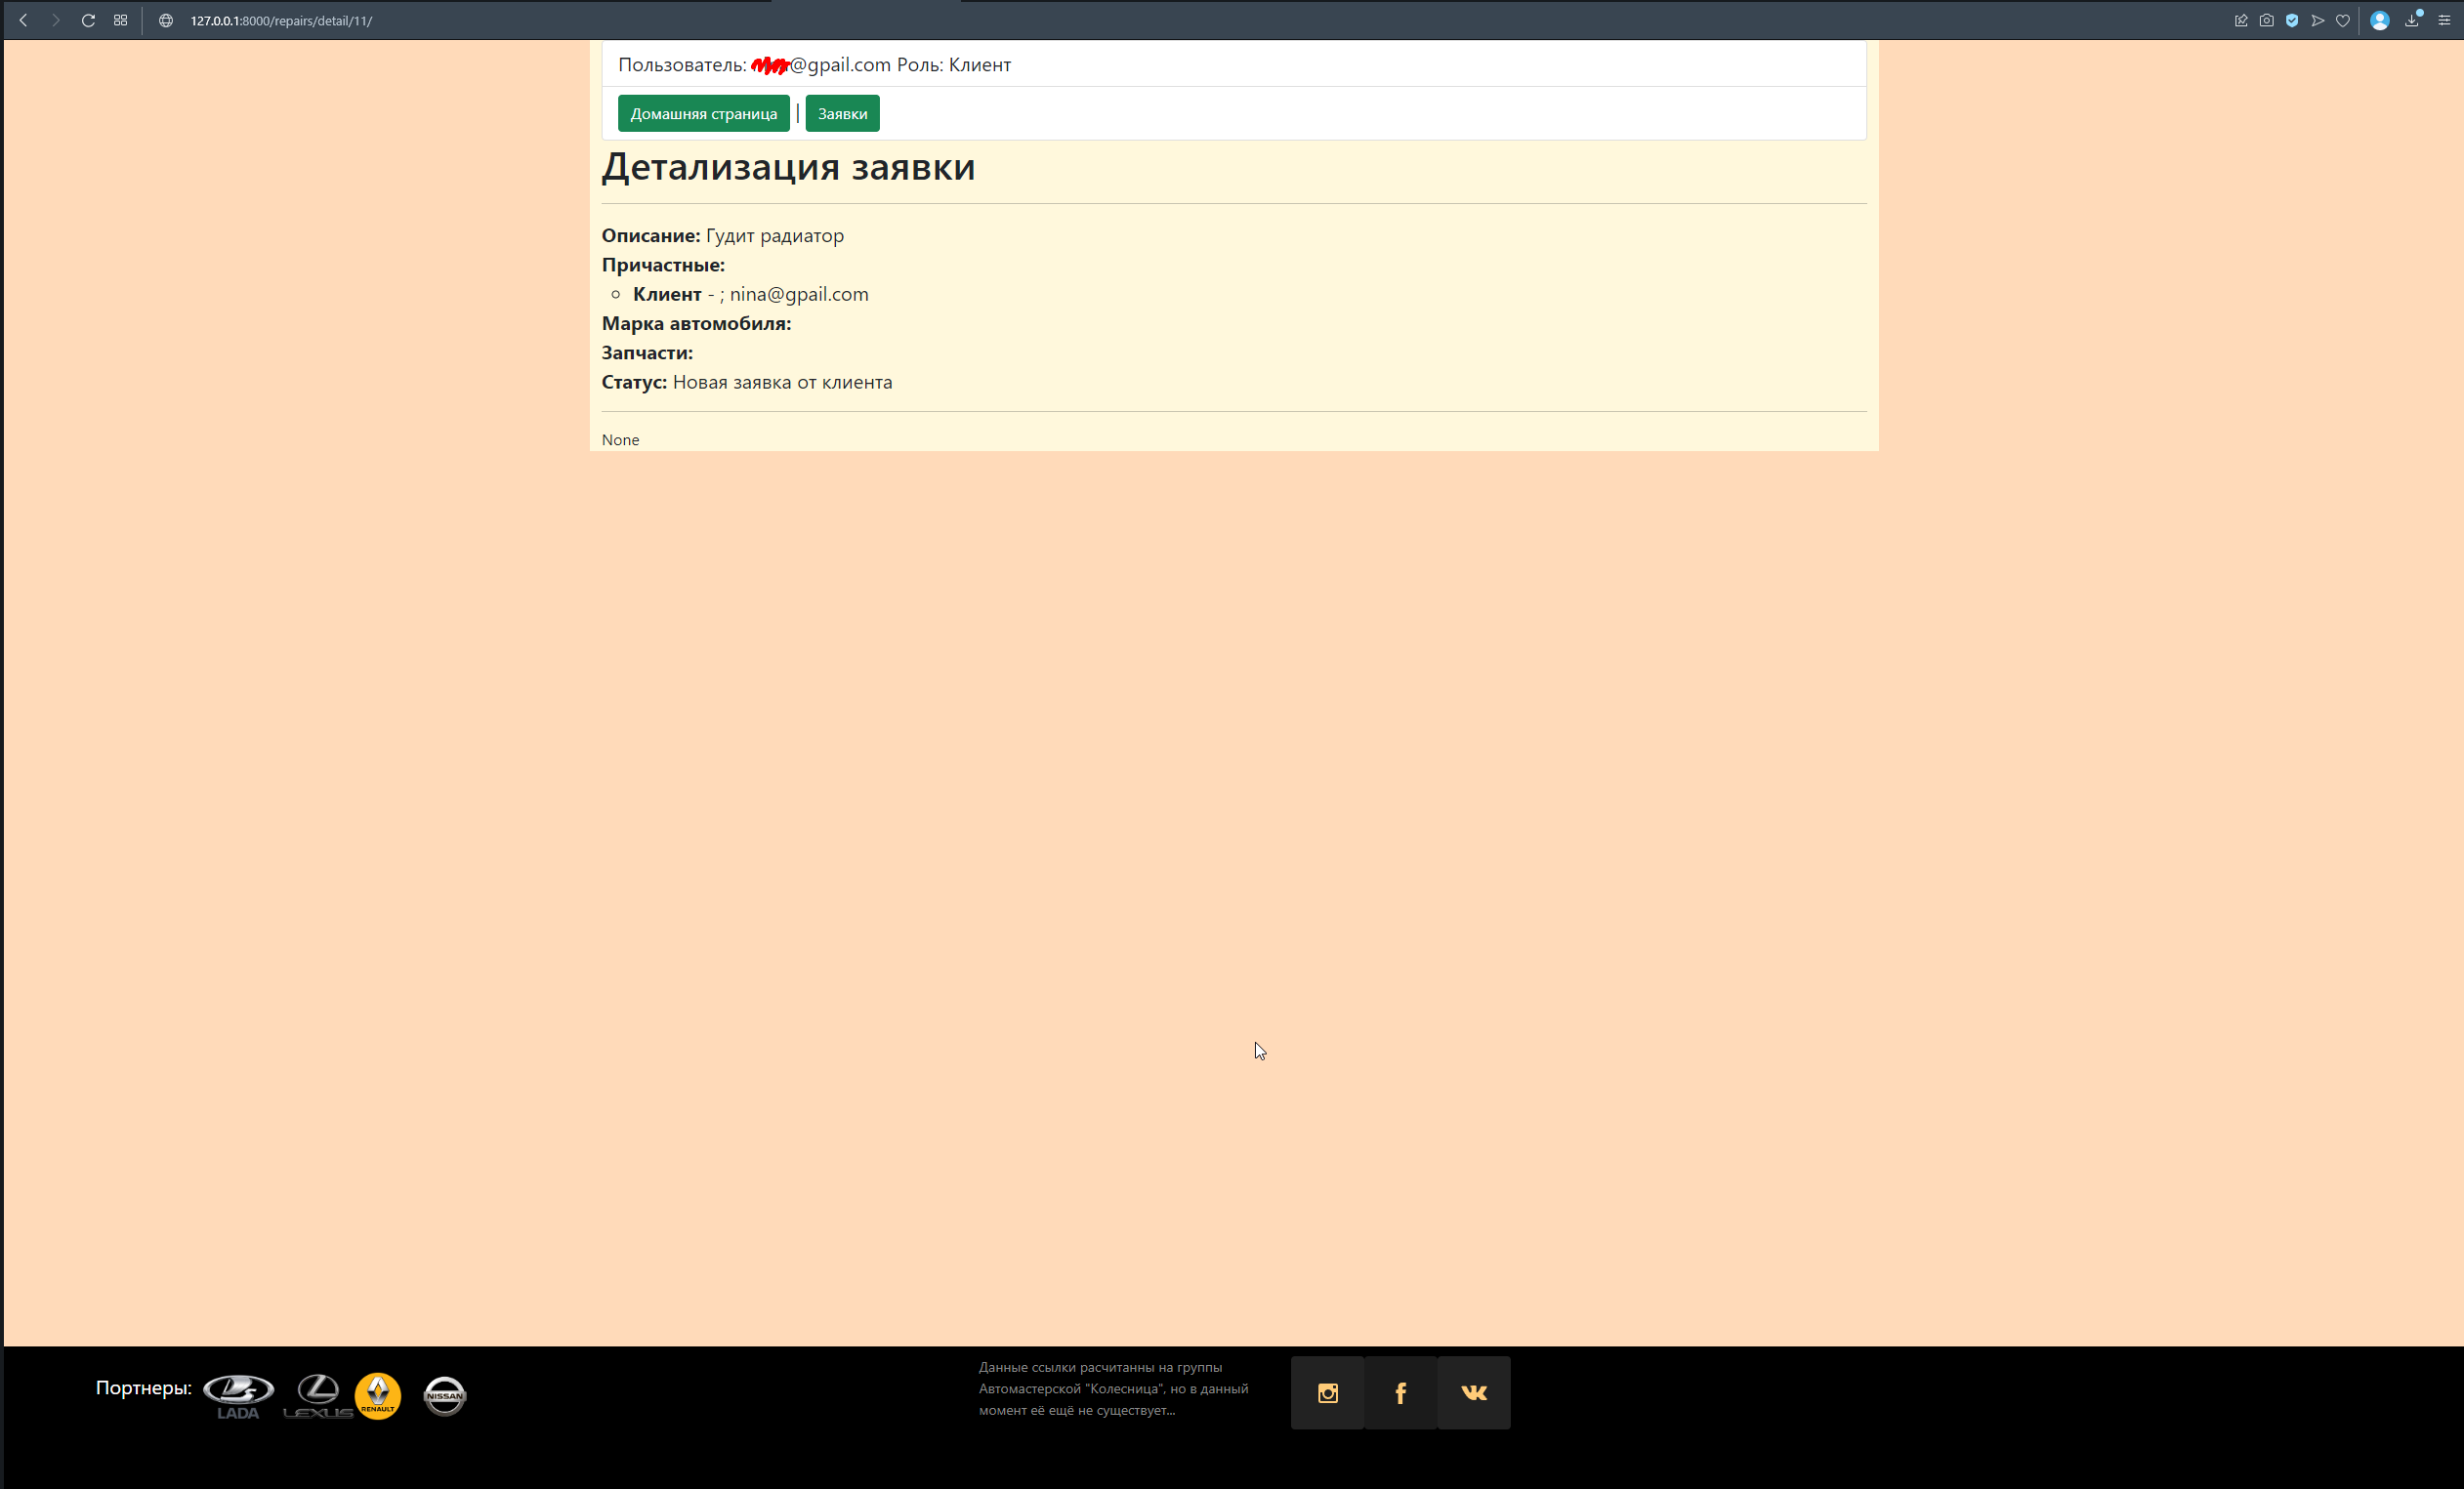 127.0.0.1:8000/repairs/detail/11/
Пользователь: @gpail.com Роль: Клиент
Домашняя страница | Заявки
Детализация заявки
Описание: Гудит радиатор
Причастные:
Клиент - ; nina@gpail.com
Марка автомобиля:
Запчасти:
Статус: Новая заявка от клиента
None
Партнеры:
LADA
LEXUS
RENAULT
NISSAN
Данные ссылки расчитанны на группы
Автомастерской "Колесница", но в данный
момент её ещё не существует...